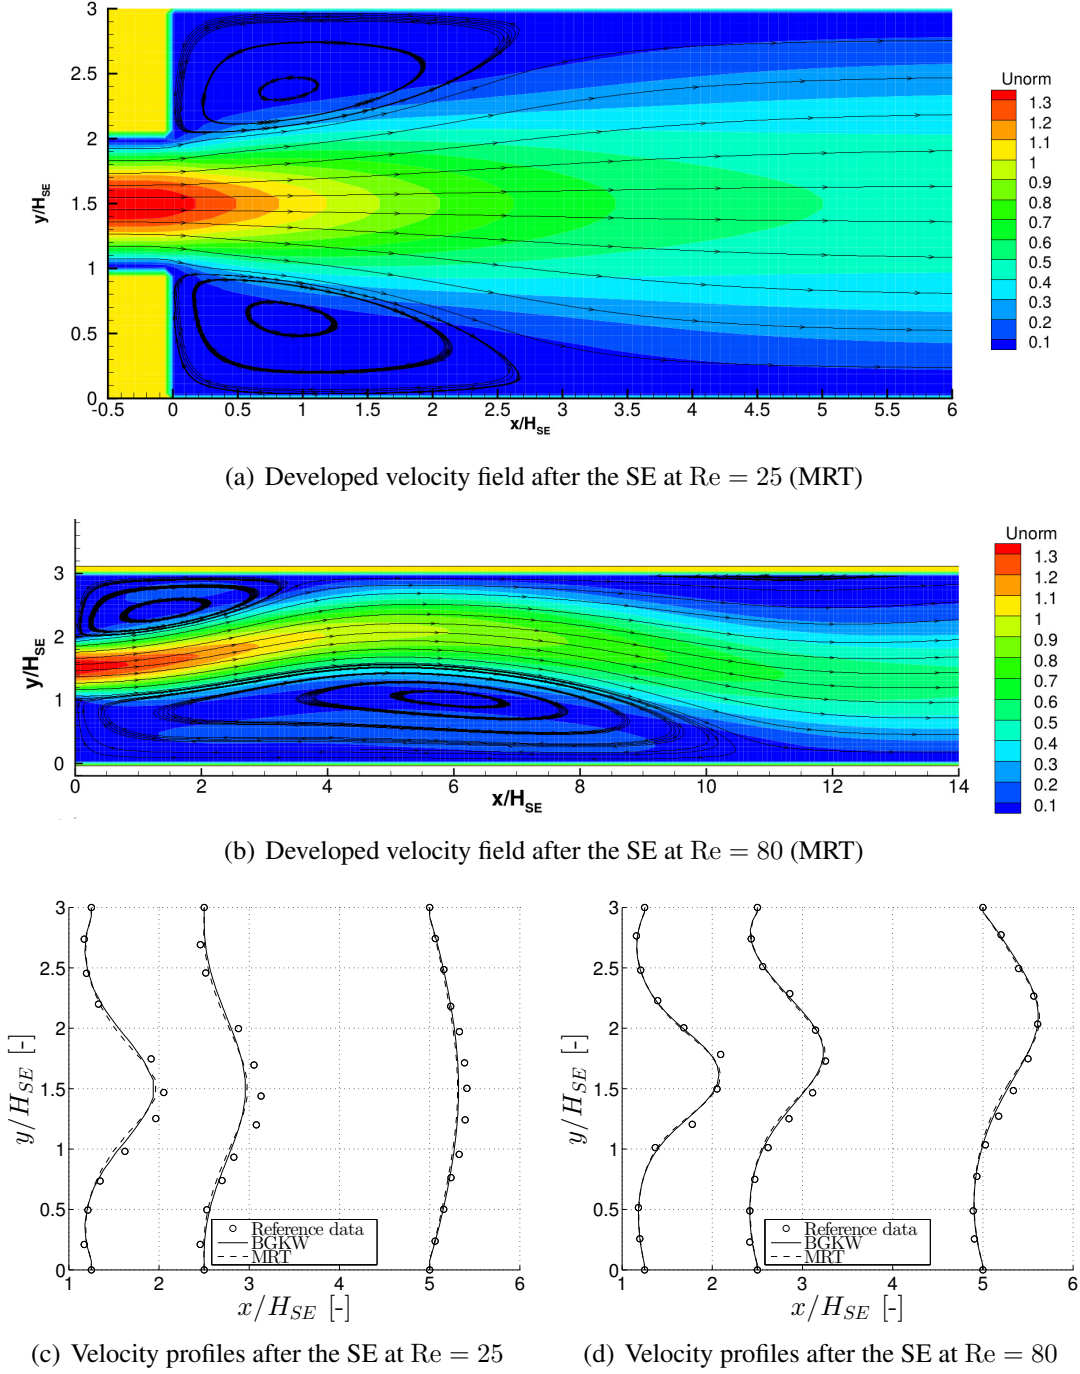 3
2.5
2
1.5
1
0.5
0
y/H_SE
-0.5 0 0.5 1 1.5 2 2.5 3 3.5 4 4.5 5 5.5 6
x/H_SE
Unorm
1.3
1.2
1.1
1
0.9
0.8
0.7
0.6
0.5
0.4
0.3
0.2
0.1
(a) Developed velocity field after the SE at Re = 25 (MRT)
3
2
1
0
y/H_SE
0 2 4 6 8 10 12 14
x/H_SE
Unorm
1.3
1.2
1.1
1
0.9
0.8
0.7
0.6
0.5
0.4
0.3
0.2
0.1
(b) Developed velocity field after the SE at Re = 80 (MRT)
3
2.5
2
1.5
1
0.5
0
y/H_SE [-]
Reference data
BGKW
MRT
1 2 3 4 5 6
x/H_SE [-]
(c) Velocity profiles after the SE at Re = 25
3
2.5
2
1.5
1
0.5
0
y/H_SE [-]
Reference data
BGKW
MRT
1 2 3 4 5 6
x/H_SE [-]
(d) Velocity profiles after the SE at Re = 80